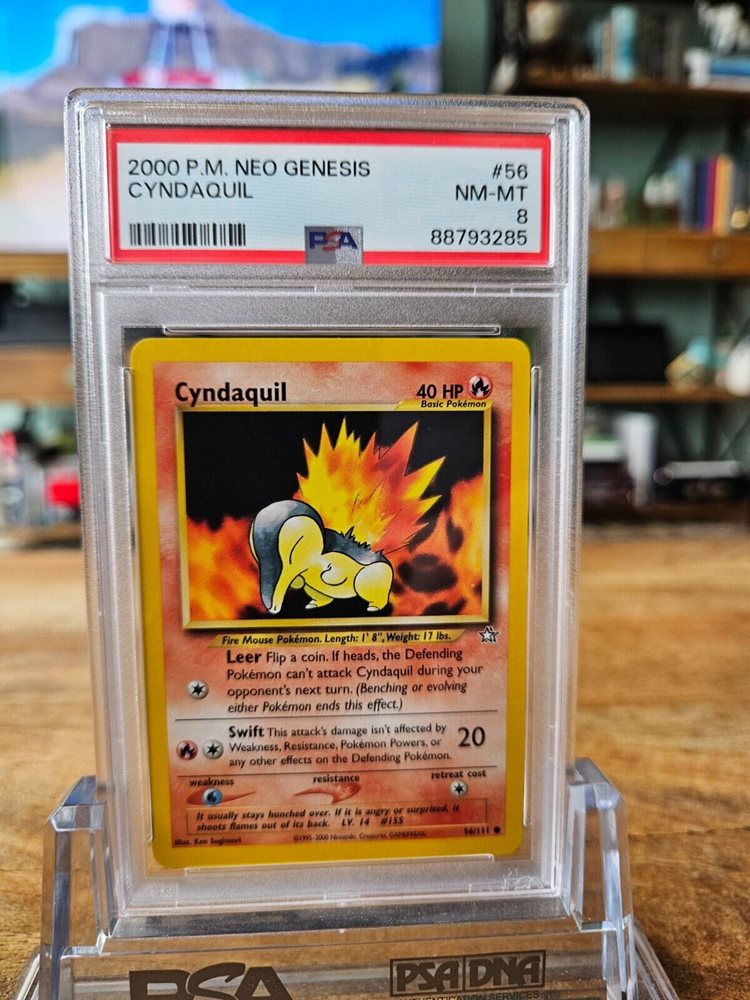 2000 P.M. NEO GENESIS #56
CYNDAQUIL NM-MT
8
PSA 88793285
Cyndaquil 40 HP
Basic Pokémon
Fire Mouse Pokémon. Length: 1' 8", Weight: 17 lbs.
Leer Flip a coin. If heads, the Defending
Pokémon can't attack Cyndaquil during your
opponent's next turn. (Benching or evolving
either Pokémon ends this effect.)
Swift This attack's damage isn't affected by
Weakness, Resistance, Pokémon Powers, or 20
any other effects on the Defending Pokémon.
weakness resistance retreat cost
It usually stays hunched over. If it is angry or surprised, it
shoots flames out of its back. LV. 14 #155
Illus. Ken Sugimori ©1995-2000 Nintendo, Creatures, GAMEFREAK. 56/111
PSA PSA DNA
AUTHENTICATION SERVICES